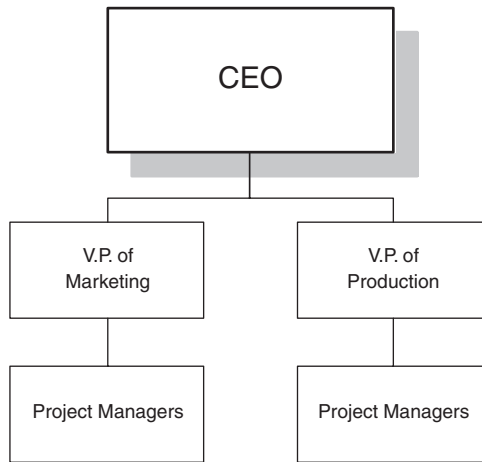 CEO
V.P. of
Marketing
V.P. of
Production
Project Managers
Project Managers